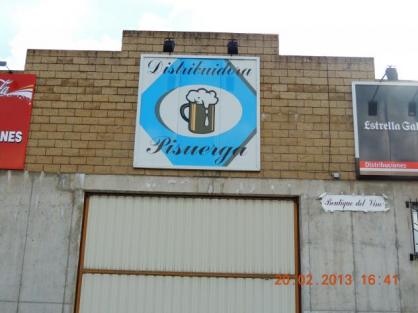 Distribuidora
Pisuerga
NES
Estrella Gal
Distribuciones
Boutique del Vino
20.02.2013 16:41